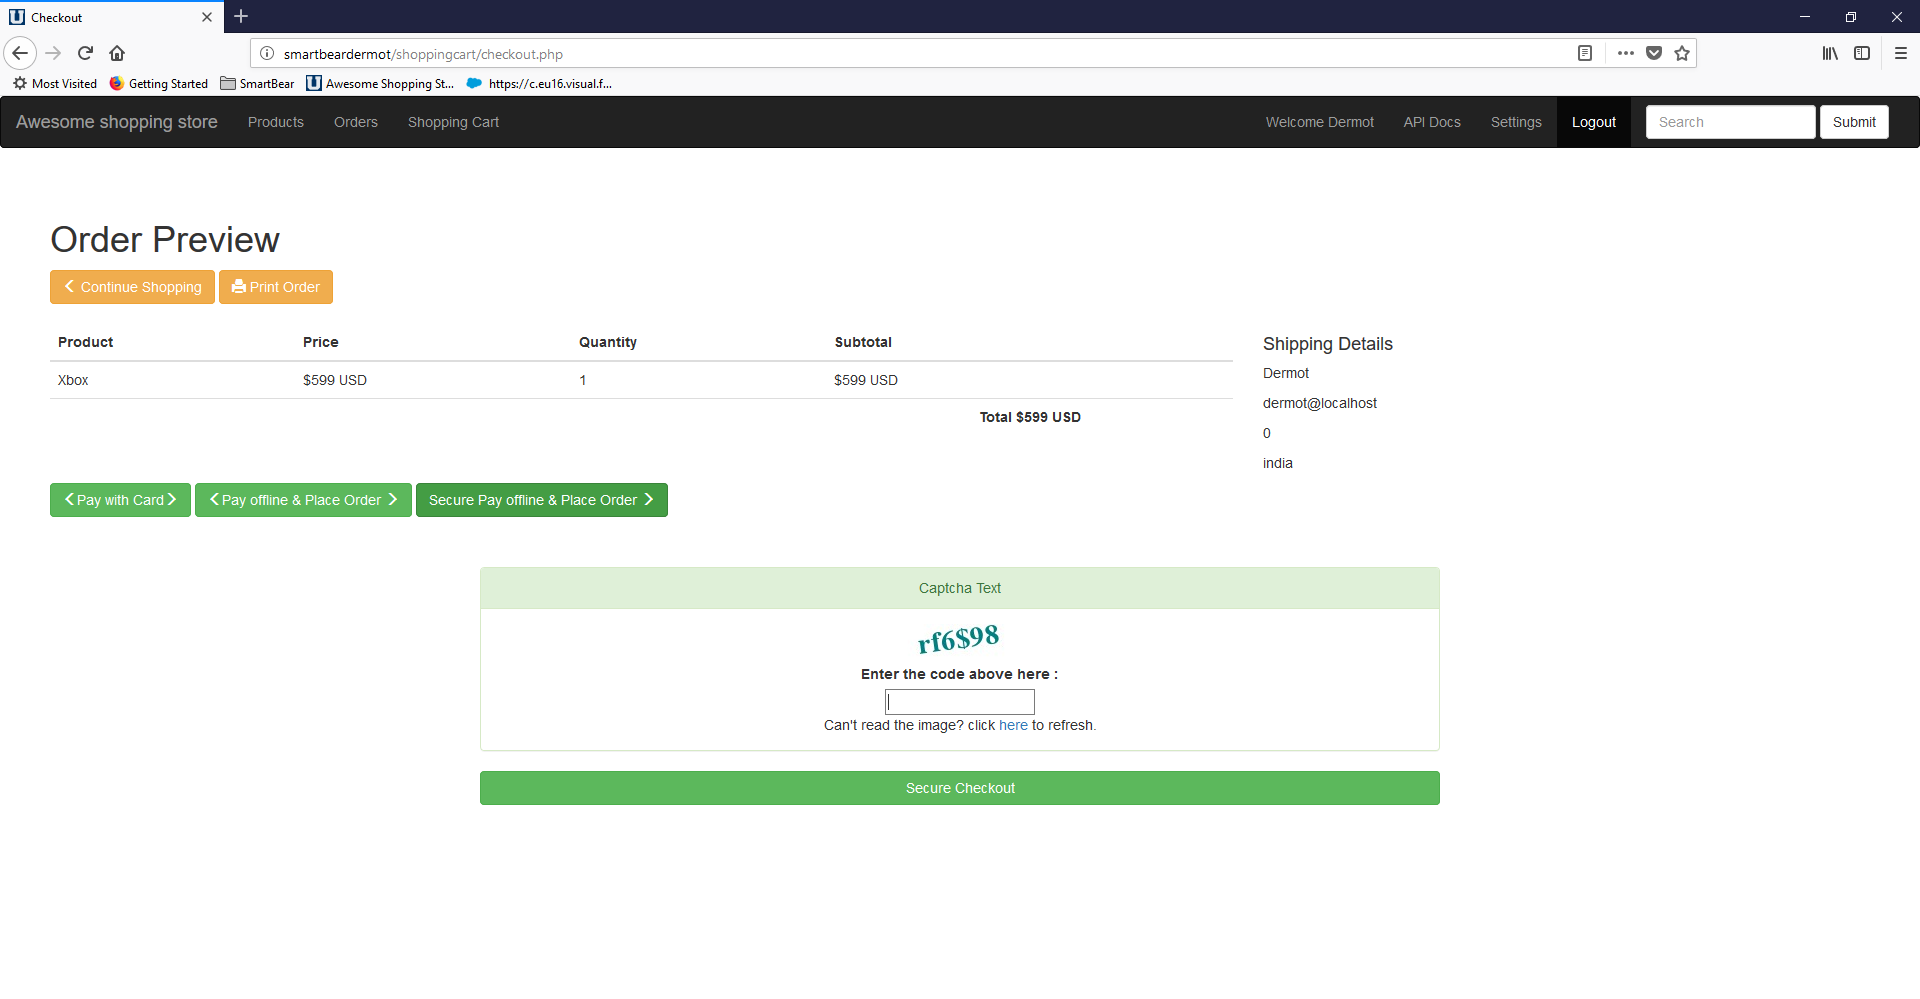 Checkout
smartbeardermot/shoppingcart/checkout.php
Most Visited Getting Started SmartBear Awesome Shopping St... https://c.eu16.visual.f...
Awesome shopping store Products Orders Shopping Cart Welcome Dermot API Docs Settings Logout Search Submit
Order Preview
Continue Shopping Print Order
Product Price Quantity Subtotal
Xbox $599 USD 1 $599 USD
Total $599 USD
Shipping Details
Dermot
dermot@localhost
0
india
Pay with Card Pay offline & Place Order Secure Pay offline & Place Order
Captcha Text
rf6$98
Enter the code above here :
Can't read the image? click here to refresh.
Secure Checkout